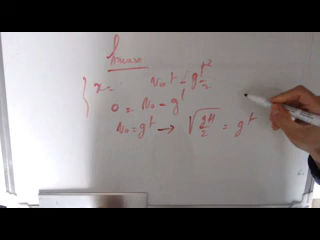 x = v₀t - g t²/2
0 = v₀ - gt
v₀ = gt → √(gH/2) = gt